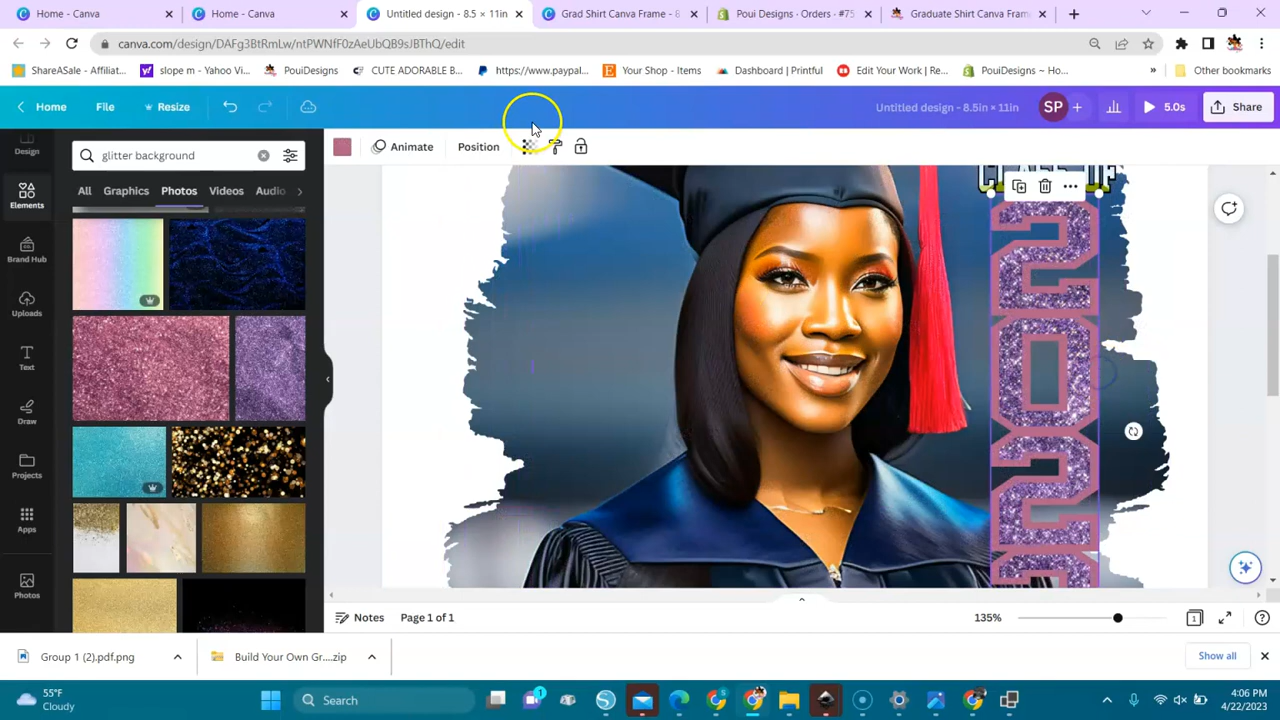 Home - Canva
Home - Canva
Untitled design - 8.5 × 11in
Grad Shirt Canva Frame - 8
Poui Designs · Orders · #75
Graduate Shirt Canva Fram
canva.com/design/DAFg3BtRmLw/ntPWNfF0zAeUbQB9sJBThQ/edit
ShareASale - Affiliat...
slope m - Yahoo Vi...
PouiDesigns
CUTE ADORABLE B...
https://www.paypal...
Your Shop - Items
Dashboard | Printful
Edit Your Work | Re...
PouiDesigns ~ Ho...
Other bookmarks
Home
File
Resize
Untitled design - 8.5in × 11in
SP
5.0s
Share
Design
glitter background
Animate
Position
Elements
All
Graphics
Photos
Videos
Audio
CLASS OF
202
Brand Hub
Uploads
Text
Draw
Projects
Apps
Photos
Notes
Page 1 of 1
135%
1
Group 1 (2).pdf.png
Build Your Own Gr....zip
Show all
55°F
Cloudy
Search
1
4:06 PM
4/22/2023